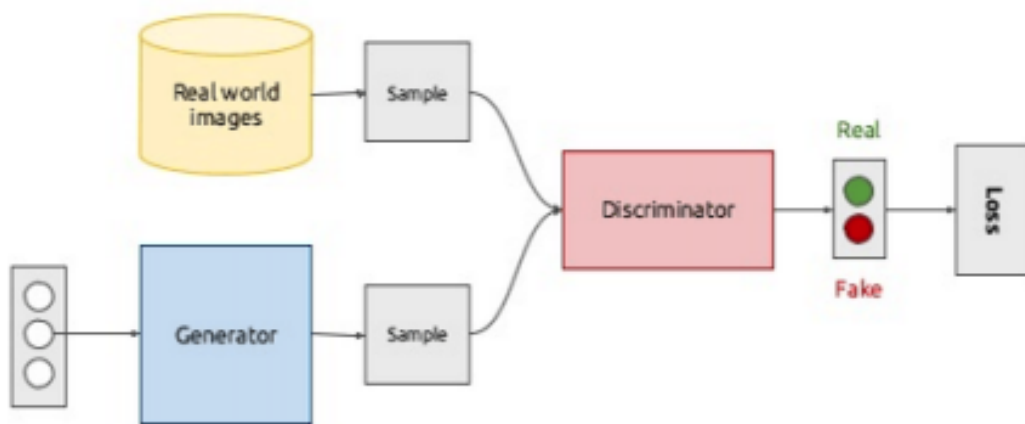 Real world
images
Sample
Real
Discriminator
Loss
Fake
Generator
Sample